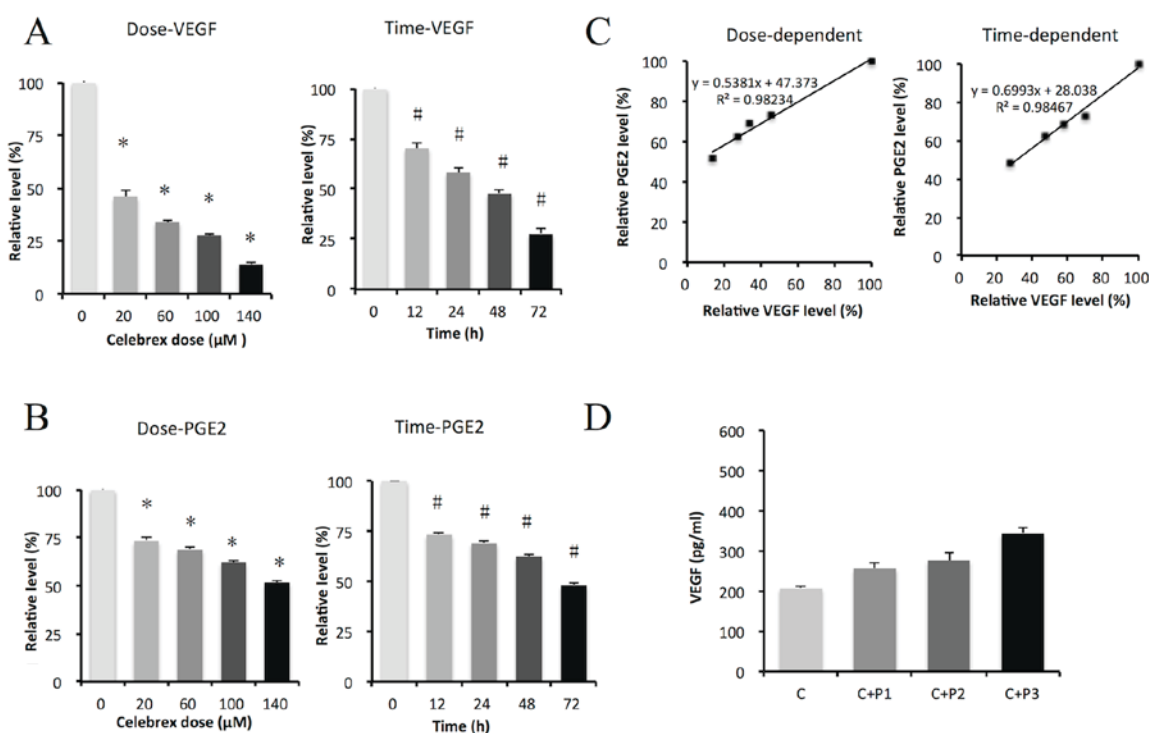 A
Dose-VEGF
Relative level (%)
100
75
50
25
0
*
*
*
*
0 20 60 100 140
Celebrex dose (μM )
Time-VEGF
Relative level (%)
100
75
50
25
0
#
#
#
#
0 12 24 48 72
Time (h)
C
Dose-dependent
Relative PGE2 level (%)
100
80
60
40
20
0
y = 0.5381x + 47.373
R² = 0.98234
0 20 40 60 80 100
Relative VEGF level (%)
Time-dependent
Relative PGE2 level (%)
100
80
60
40
20
0
y = 0.6993x + 28.038
R² = 0.98467
0 20 40 60 80 100
Relative VEGF level (%)
B
Dose-PGE2
Relative level (%)
100
75
50
25
0
*
*
*
*
0 20 60 100 140
Celebrex dose (μM)
Time-PGE2
Relative level (%)
100
75
50
25
0
#
#
#
#
0 12 24 48 72
Time (h)
D
VEGF (pg/ml)
600
500
400
300
200
100
0
C C+P1 C+P2 C+P3